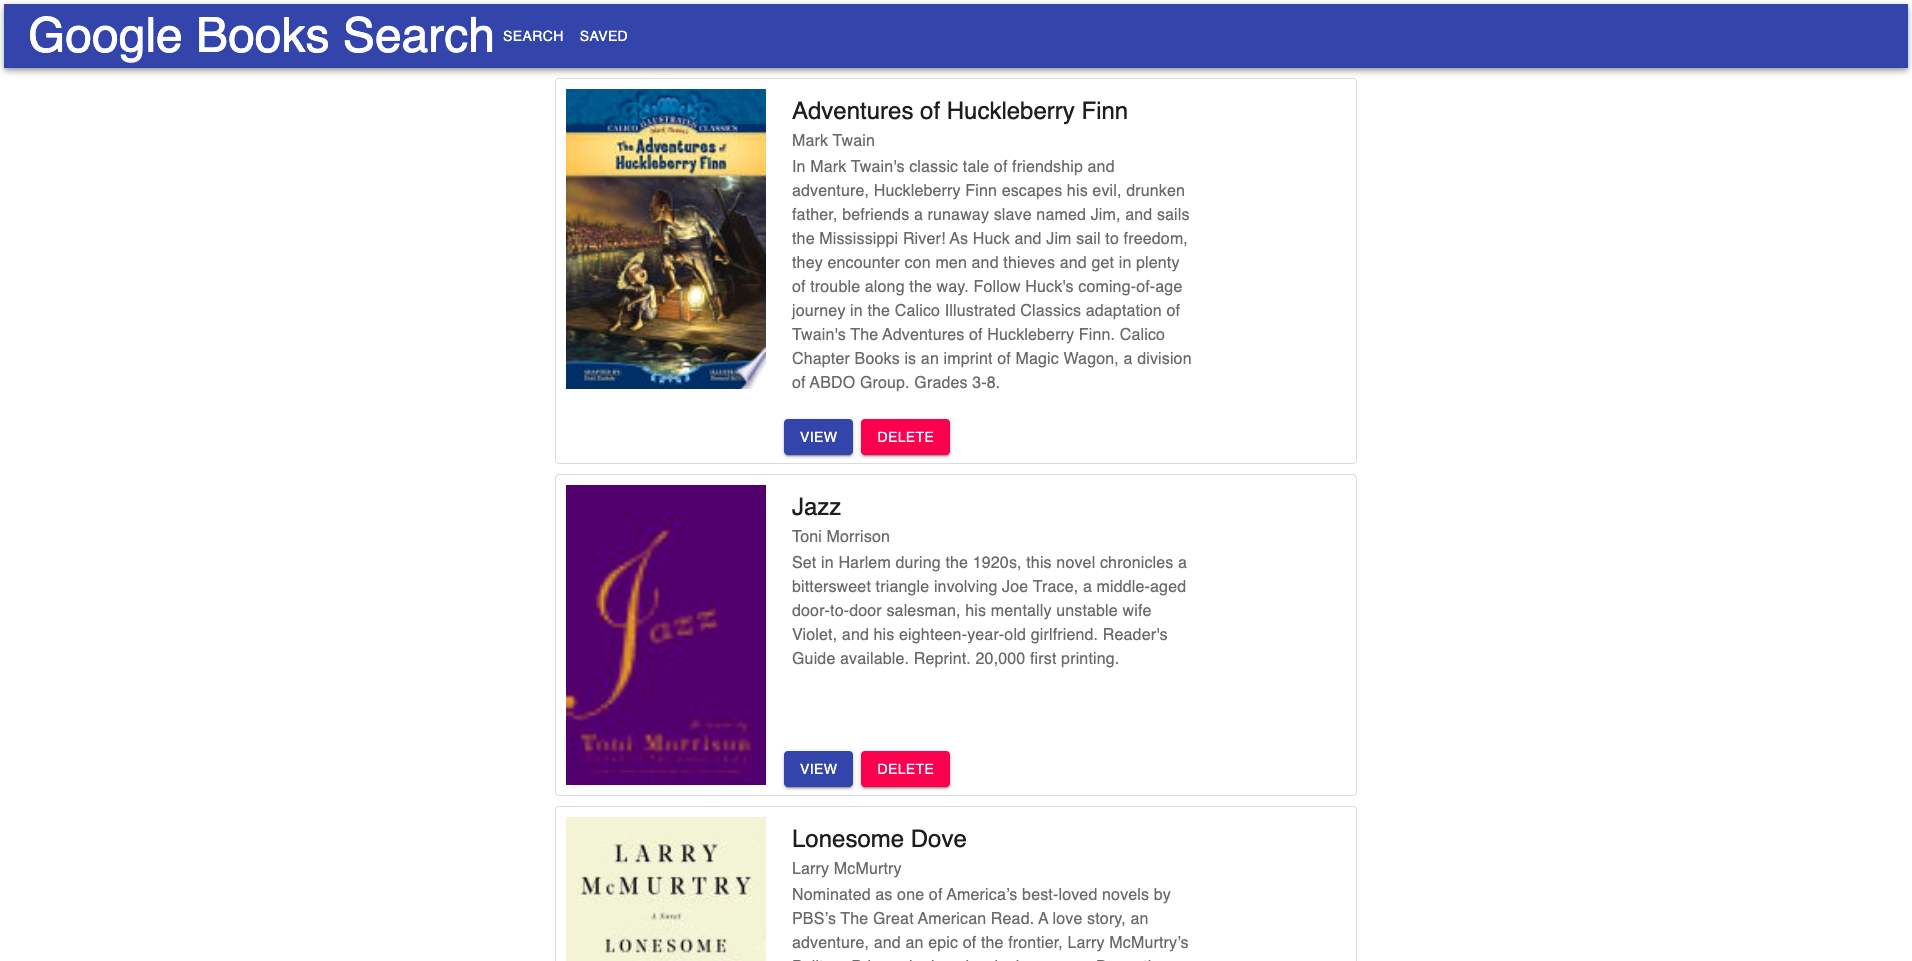 Google Books Search SEARCH SAVED
CALICO ILLUSTRATED CLASSICS
Mark Twain's
The Adventures of
Huckleberry Finn
Adventures of Huckleberry Finn
Mark Twain
In Mark Twain's classic tale of friendship and
adventure, Huckleberry Finn escapes his evil, drunken
father, befriends a runaway slave named Jim, and sails
the Mississippi River! As Huck and Jim sail to freedom,
they encounter con men and thieves and get in plenty
of trouble along the way. Follow Huck's coming-of-age
journey in the Calico Illustrated Classics adaptation of
Twain's The Adventures of Huckleberry Finn. Calico
Chapter Books is an imprint of Magic Wagon, a division
of ABDO Group. Grades 3-8.
VIEW DELETE
Jazz
Toni Morrison
Jazz
Toni Morrison
Set in Harlem during the 1920s, this novel chronicles a
bittersweet triangle involving Joe Trace, a middle-aged
door-to-door salesman, his mentally unstable wife
Violet, and his eighteen-year-old girlfriend. Reader's
Guide available. Reprint. 20,000 first printing.
VIEW DELETE
LARRY
McMURTRY
A Novel
LONESOME
Lonesome Dove
Larry McMurtry
Nominated as one of America’s best-loved novels by
PBS’s The Great American Read. A love story, an
adventure, and an epic of the frontier, Larry McMurtry’s